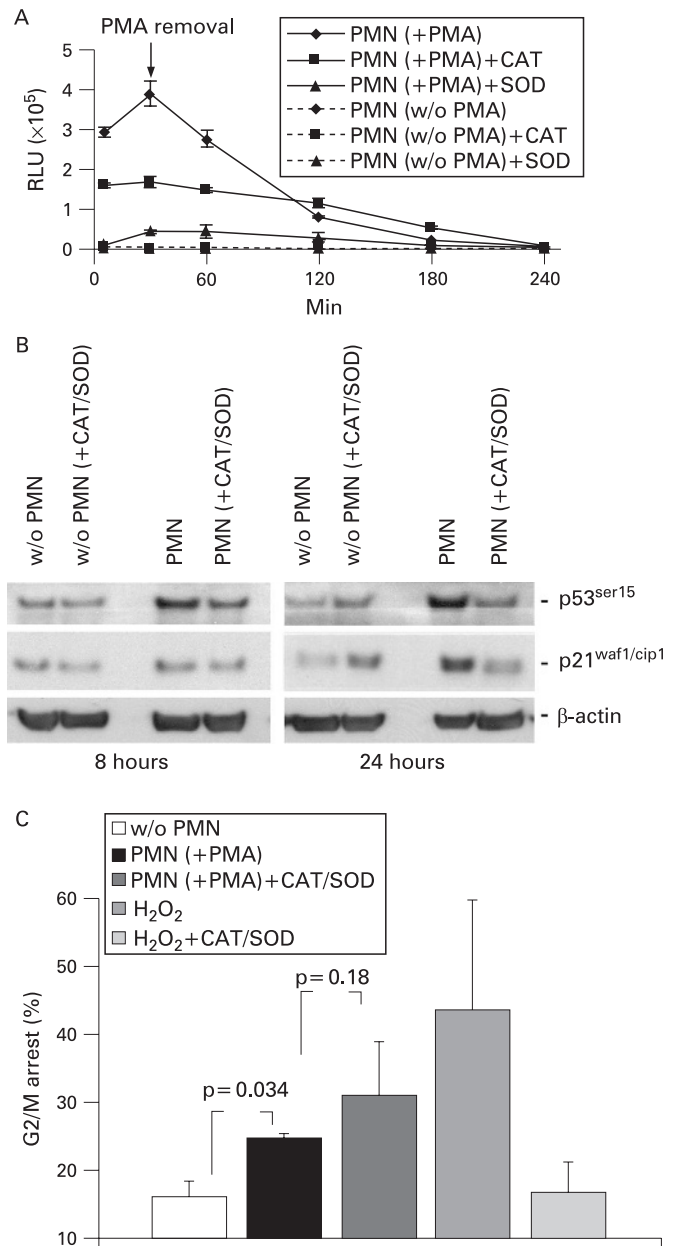 A
PMA removal
PMN (+PMA)
PMN (+PMA)+CAT
PMN (+PMA)+SOD
PMN (w/o PMA)
PMN (w/o PMA)+CAT
PMN (w/o PMA)+SOD
RLU (×10⁵)
5
4
3
2
1
0
0
60
120
180
240
Min
B
w/o PMN
w/o PMN (+CAT/SOD)
PMN
PMN (+CAT/SOD)
w/o PMN
w/o PMN (+CAT/SOD)
PMN
PMN (+CAT/SOD)
- p53ˢᵉʳ¹⁵
- p21ʷᵃᶠ¹/ᶜⁱᵖ¹
- β-actin
8 hours
24 hours
C
w/o PMN
PMN (+PMA)
PMN (+PMA)+CAT/SOD
H₂O₂
H₂O₂+CAT/SOD
G2/M arrest (%)
60
50
40
30
20
10
p=0.034
p=0.18